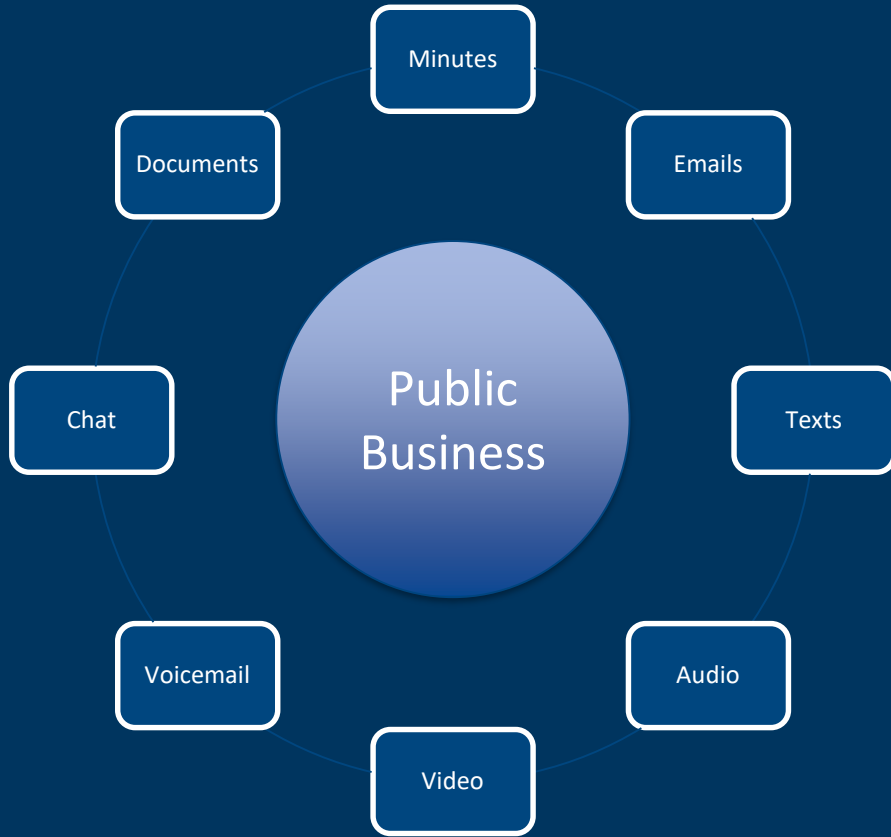 Minutes
Documents
Emails
Public
Business
Chat
Texts
Voicemail
Audio
Video